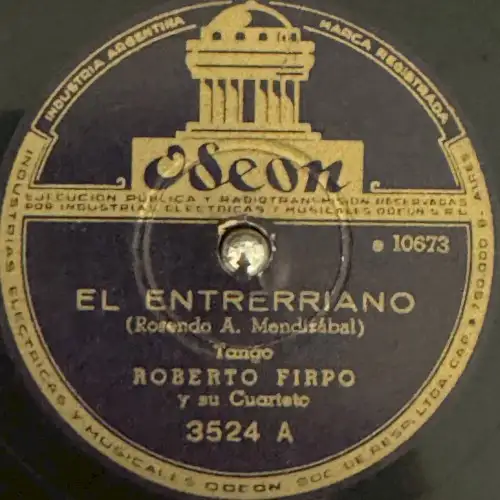 INDUSTRIA ARGENTINA
MARCA REGISTRADA
Odeon
EJECUCION PUBLICA Y RADIOTRANSMISION RESERVADAS
POR INDUSTRIAS ELECTRICAS Y MUSICALES ODEON S.R.L.
e 10673
EL ENTRERRIANO
(Rosendo A. Mendizábal)
Tango
ROBERTO FIRPO
y su Cuarteto
3524 A
INDUSTRIAS ELECTRICAS Y MUSICALES ODEON SOC. DE RESP. LTDA. CAP. $ 750.000 B. AIRES